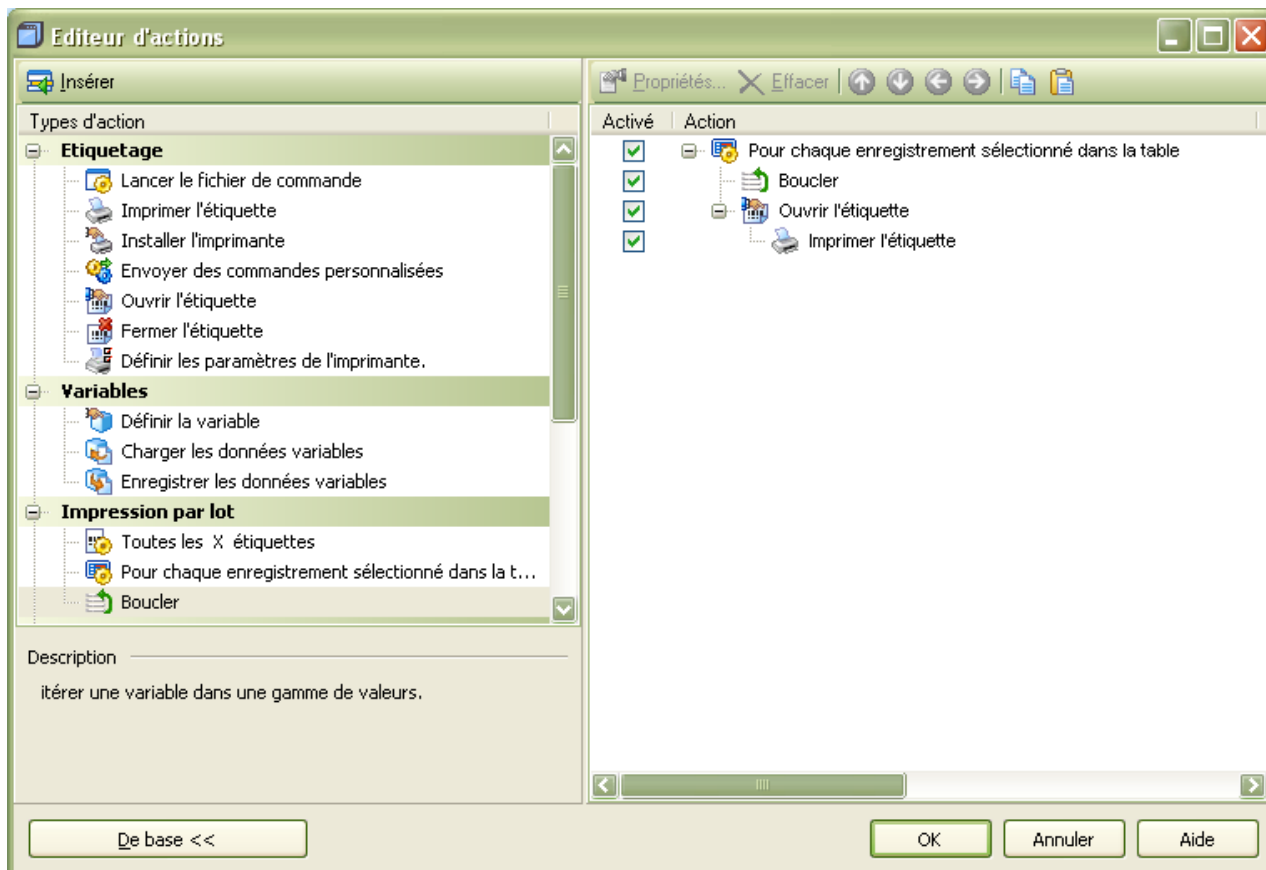 Editeur d'actions
Insérer
Types d'action
Etiquetage
Lancer le fichier de commande
Imprimer l'étiquette
Installer l'imprimante
Envoyer des commandes personnalisées
Ouvrir l'étiquette
Fermer l'étiquette
Définir les paramètres de l'imprimante.
Variables
Définir la variable
Charger les données variables
Enregistrer les données variables
Impression par lot
Toutes les X étiquettes
Pour chaque enregistrement sélectionné dans la t...
Boucler
Description
itérer une variable dans une gamme de valeurs.
Propriétés... Effacer
Activé Action
Pour chaque enregistrement sélectionné dans la table
Boucler
Ouvrir l'étiquette
Imprimer l'étiquette
De base <<
OK
Annuler
Aide